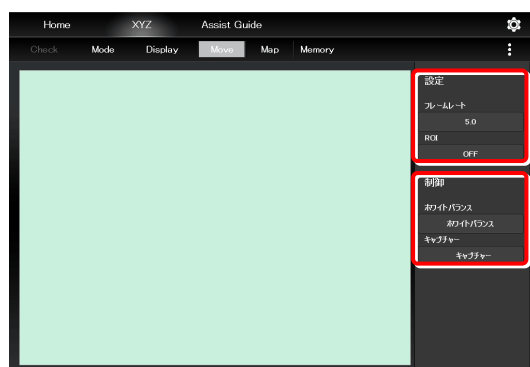 Home XYZ Assist Guide
Check Mode Display Move Map Memory
設定
フレームレート
5.0
ROI
OFF
制御
ホワイトバランス
ホワイトバランス
キャプチャー
キャプチャー